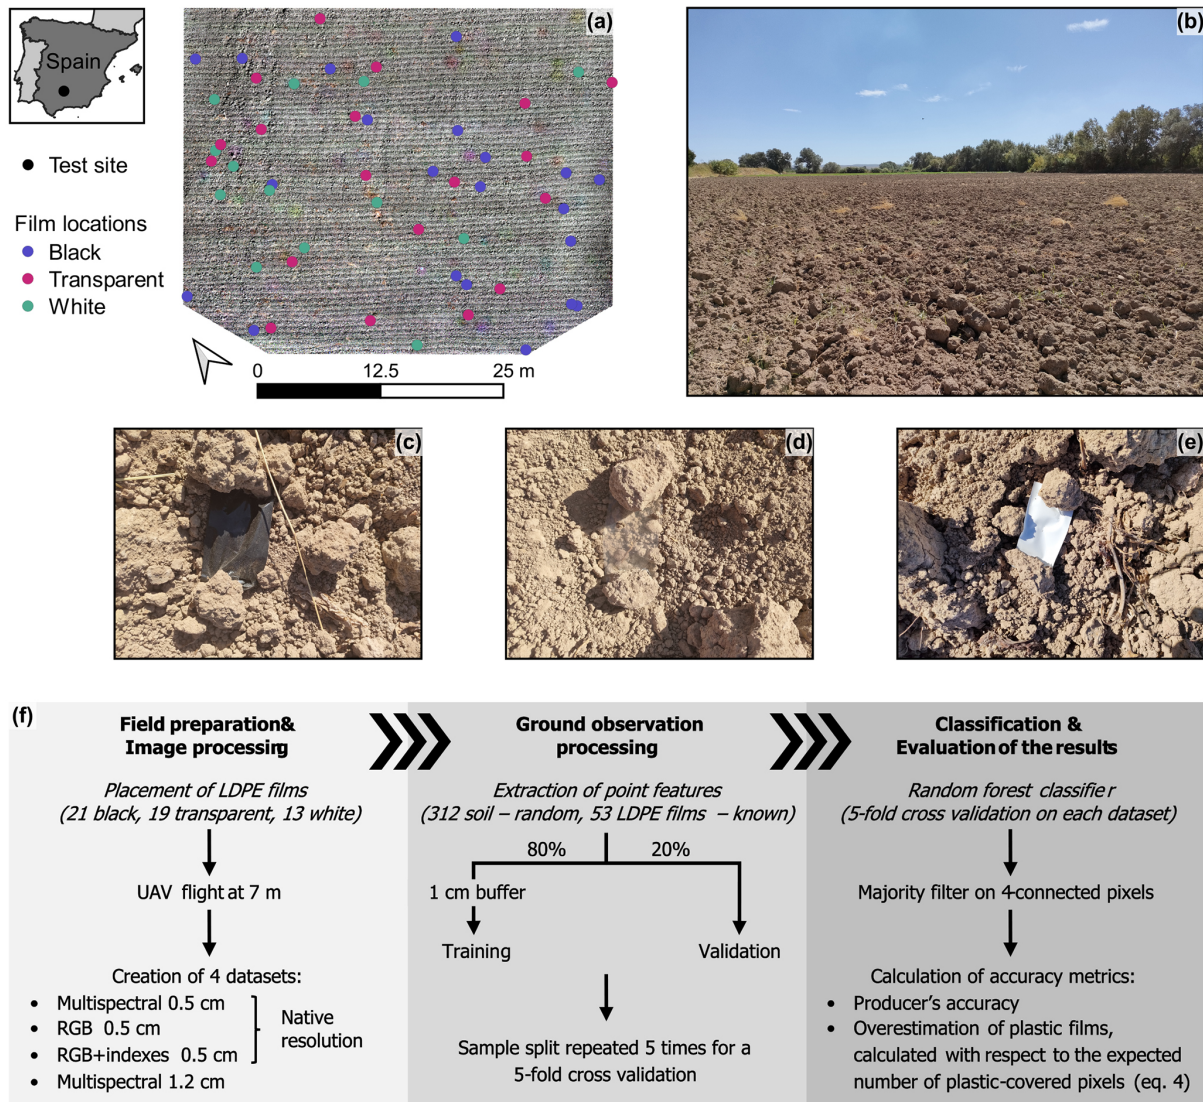 Spain
Test site
Film locations
Black
Transparent
White
(a)
0 12.5 25 m
(b)
(c)
(d)
(e)
(f)
Field preparation&
Image processing
Placement of LDPE films
(21 black, 19 transparent, 13 white)
UAV flight at 7 m
Creation of 4 datasets:
• Multispectral 0.5 cm
• RGB 0.5 cm
• RGB+indexes 0.5 cm
• Multispectral 1.2 cm
Native
resolution
Ground observation
processing
Extraction of point features
(312 soil – random, 53 LDPE films – known)
80% 20%
1 cm buffer
Training
Validation
Sample split repeated 5 times for a
5-fold cross validation
Classification &
Evaluation of the results
Random forest classifier
(5-fold cross validation on each dataset)
Majority filter on 4-connected pixels
Calculation of accuracy metrics:
• Producer's accuracy
• Overestimation of plastic films,
calculated with respect to the expected
number of plastic-covered pixels (eq. 4)